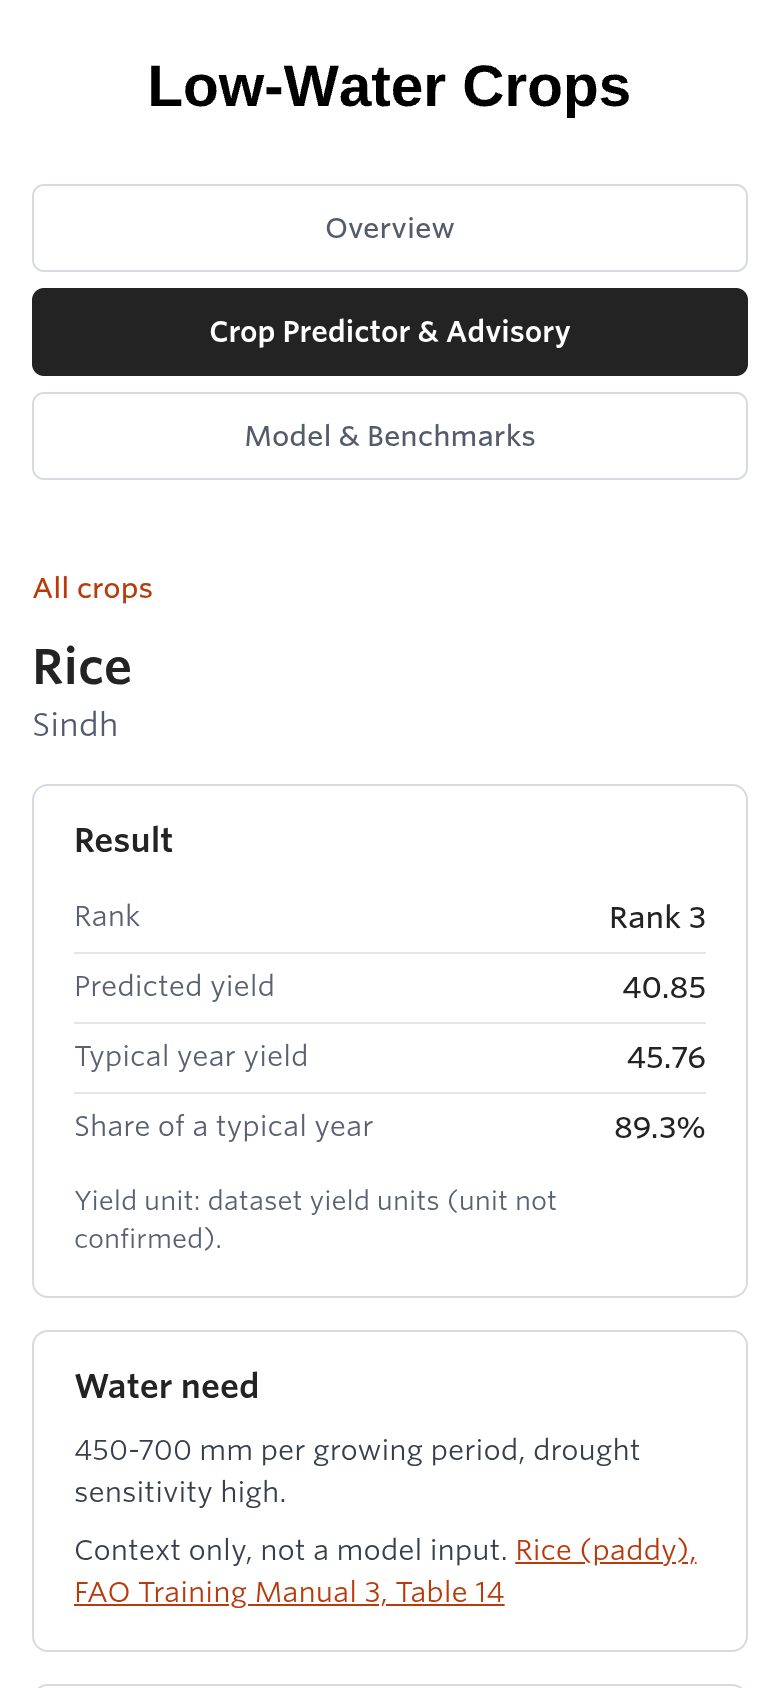 Low-Water Crops
Overview
Crop Predictor & Advisory
Model & Benchmarks
All crops
Rice
Sindh
Result
Rank Rank 3
Predicted yield 40.85
Typical year yield 45.76
Share of a typical year 89.3%
Yield unit: dataset yield units (unit not
confirmed).
Water need
450-700 mm per growing period, drought
sensitivity high.
Context only, not a model input. Rice (paddy),
FAO Training Manual 3, Table 14